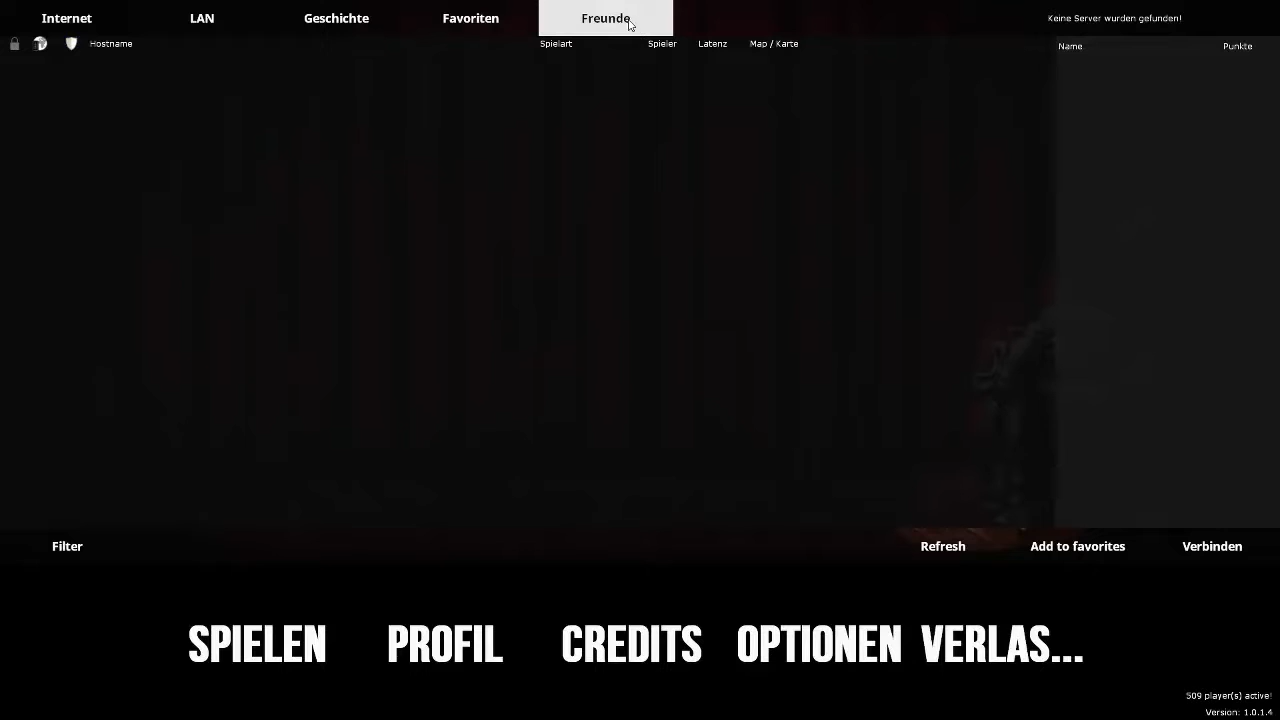 Internet LAN Geschichte Favoriten Freunde Keine Server wurden gefunden!
Hostname Spielart Spieler Latenz Map / Karte Name Punkte
Filter Refresh Add to favorites Verbinden
SPIELEN PROFIL CREDITS OPTIONEN VERLAS...
509 player(s) active!
Version: 1.0.1.4